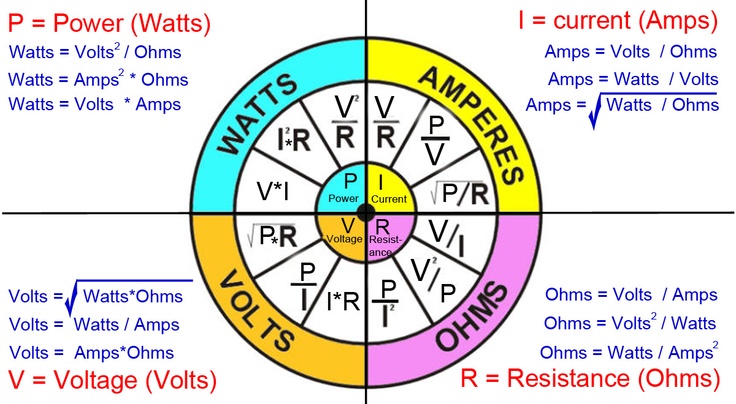 P = Power (Watts)
Watts = Volts² / Ohms
Watts = Amps² * Ohms
Watts = Volts * Amps
I = current (Amps)
Amps = Volts / Ohms
Amps = Watts / Volts
Amps = √Watts / Ohms
WATTS
AMPERES
VOLTS
OHMS
V*I
I²*R
V²/R
V/R
P/V
√P/R
V/I
V²/P
P/I²
I*R
P/I
√P*R
P
Power
I
Current
V
Voltage
R
Resist-
ance
Volts = √Watts*Ohms
Volts = Watts / Amps
Volts = Amps*Ohms
V = Voltage (Volts)
Ohms = Volts / Amps
Ohms = Volts² / Watts
Ohms = Watts / Amps²
R = Resistance (Ohms)